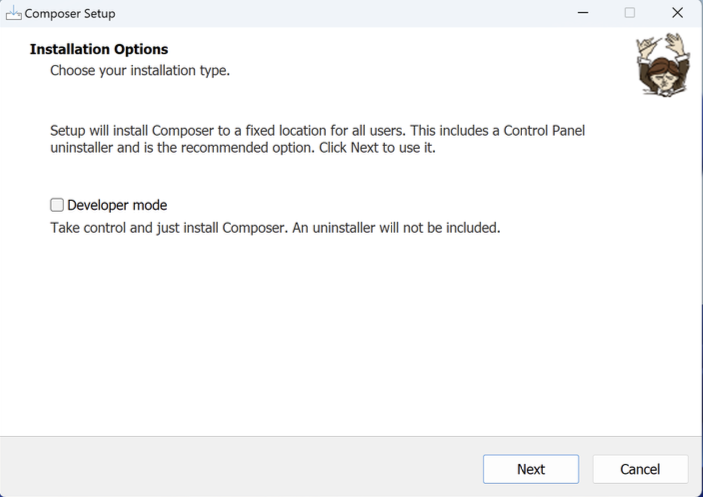 Composer Setup
Installation Options
Choose your installation type.
Setup will install Composer to a fixed location for all users. This includes a Control Panel
uninstaller and is the recommended option. Click Next to use it.
Developer mode
Take control and just install Composer. An uninstaller will not be included.
Next
Cancel